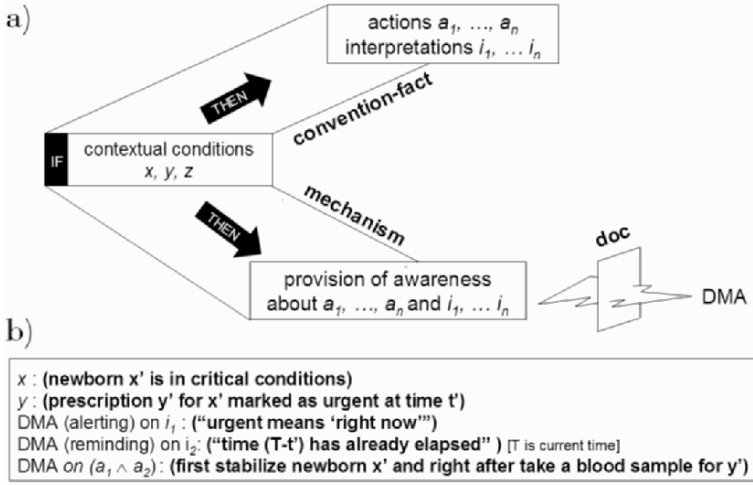 a)
actions a1, ..., an
interpretations i1, ... in
THEN
convention-fact
IF
contextual conditions
x, y, z
mechanism
THEN
doc
provision of awareness
about a1, ..., an and i1, ... in
DMA
b)
x : (newborn x' is in critical conditions)
y : (prescription y' for x' marked as urgent at time t')
DMA (alerting) on i1 : (“urgent means ‘right now’”)
DMA (reminding) on i2: (“time (T-t’) has already elapsed” ) [T is current time]
DMA on (a1 ∧ a2) : (first stabilize newborn x’ and right after take a blood sample for y’)